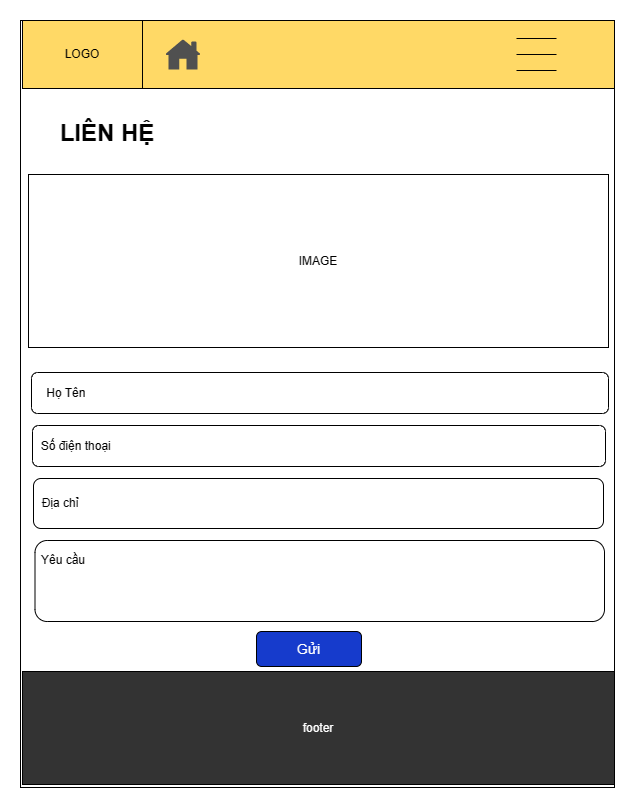 LOGO
LIÊN HỆ
IMAGE
Họ Tên
Số điện thoại
Địa chỉ
Yêu cầu
Gửi
footer